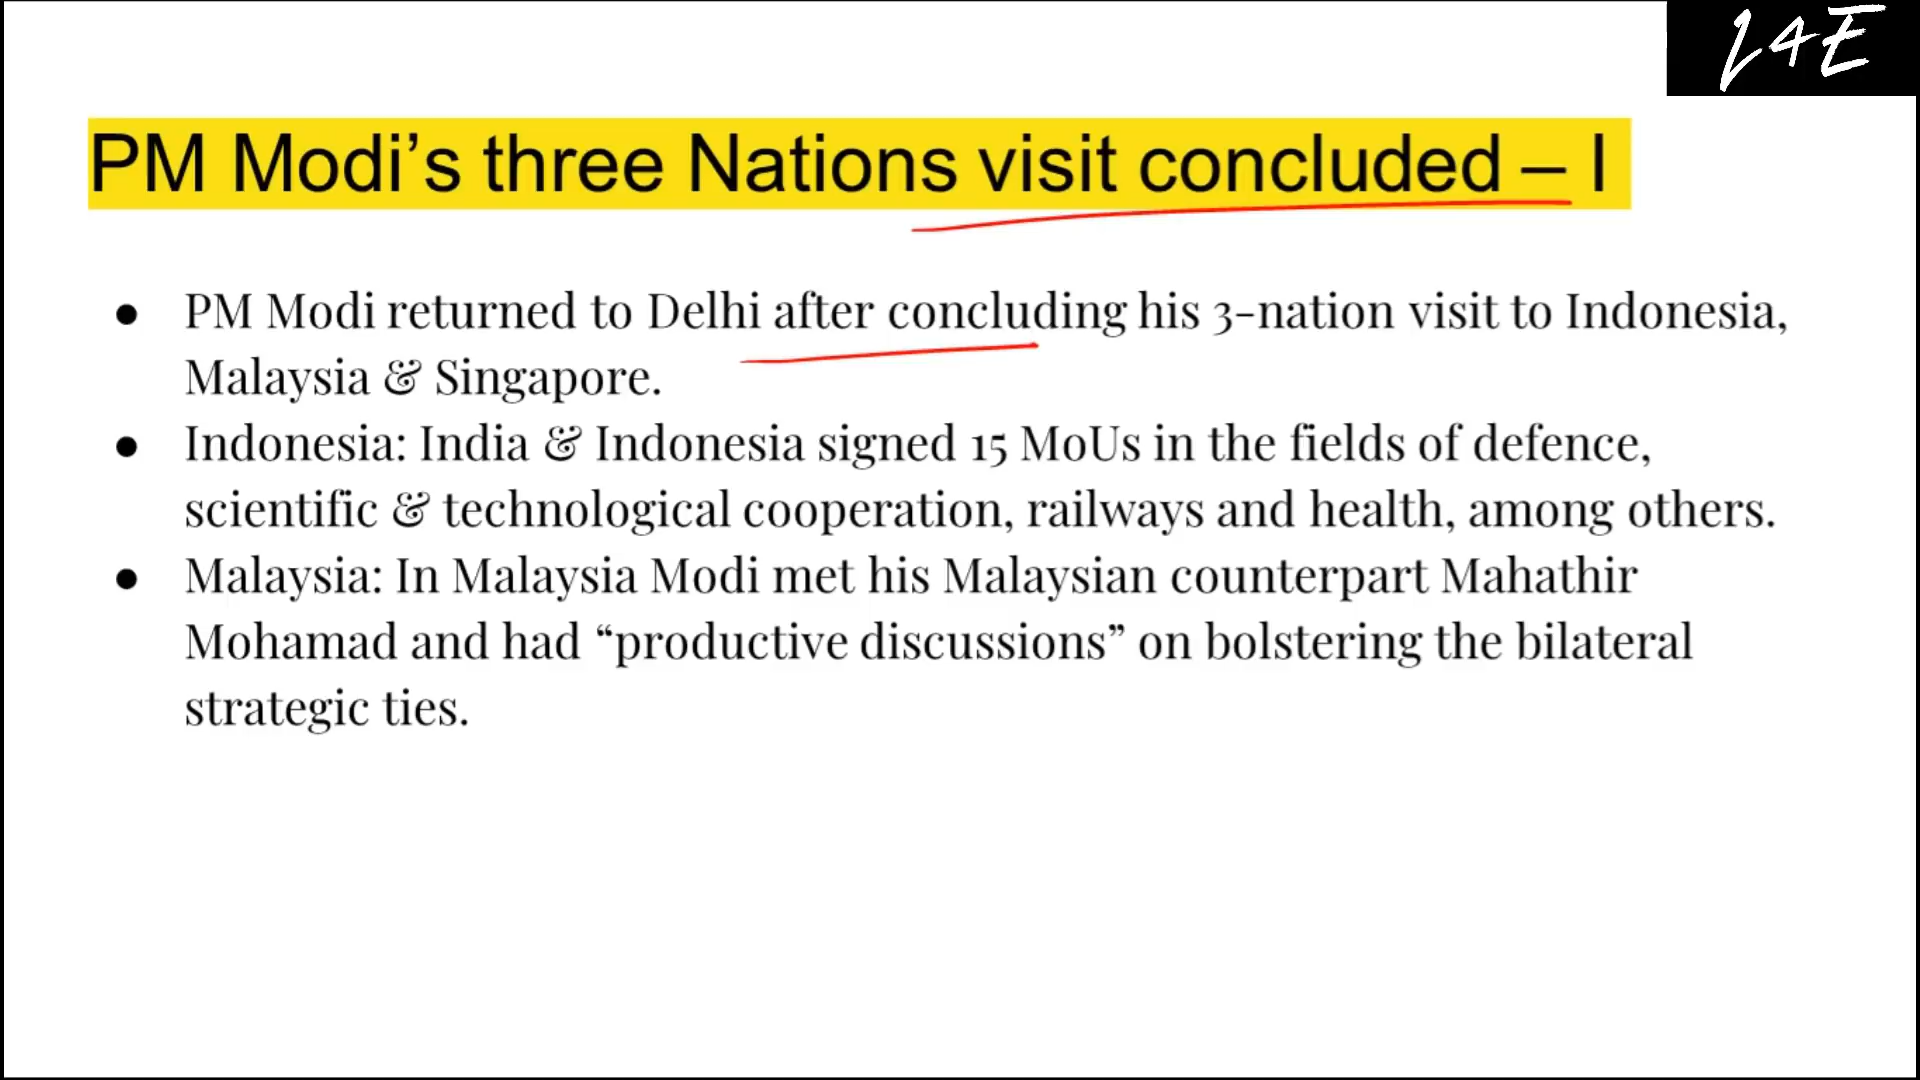 L4E
PM Modi’s three Nations visit concluded – I
● PM Modi returned to Delhi after concluding his 3-nation visit to Indonesia,
Malaysia & Singapore.
● Indonesia: India & Indonesia signed 15 MoUs in the fields of defence,
scientific & technological cooperation, railways and health, among others.
● Malaysia: In Malaysia Modi met his Malaysian counterpart Mahathir
Mohamad and had “productive discussions” on bolstering the bilateral
strategic ties.